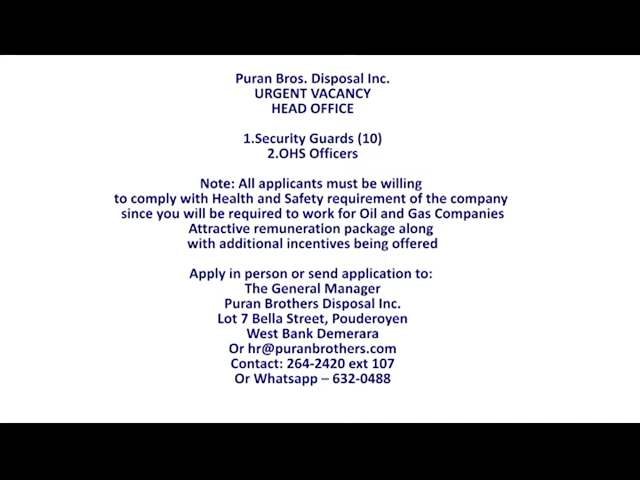 Puran Bros. Disposal Inc.
URGENT VACANCY
HEAD OFFICE
1.Security Guards (10)
2.OHS Officers
Note: All applicants must be willing
to comply with Health and Safety requirement of the company
since you will be required to work for Oil and Gas Companies
Attractive remuneration package along
with additional incentives being offered
Apply in person or send application to:
The General Manager
Puran Brothers Disposal Inc.
Lot 7 Bella Street, Pouderoyen
West Bank Demerara
Or hr@puranbrothers.com
Contact: 264-2420 ext 107
Or Whatsapp – 632-0488